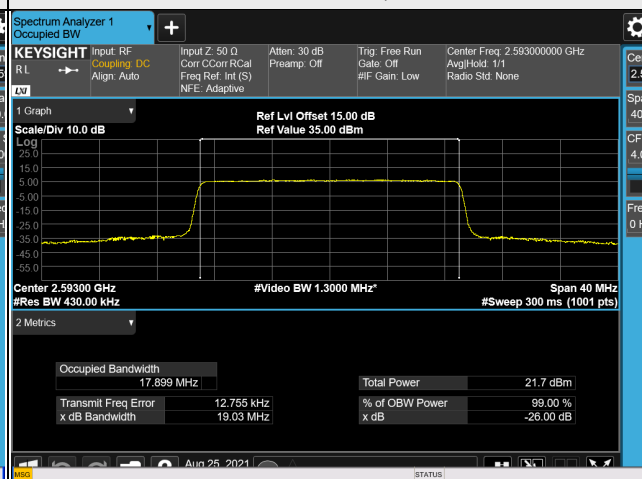 Spectrum Analyzer 1
Occupied BW
KEYSIGHT
R L
LXI
Input: RF
Coupling: DC
Align: Auto
Input Z: 50 Ω
Corr CCorr RCal
Freq Ref: Int (S)
NFE: Adaptive
Atten: 30 dB
Preamp: Off
Trig: Free Run
Gate: Off
#IF Gain: Low
Center Freq: 2.593000000 GHz
Avg|Hold: 1/1
Radio Std: None
1 Graph
Scale/Div 10.0 dB
Ref Lvl Offset 15.00 dB
Ref Value 35.00 dBm
Log
25.0
15.0
5.00
-5.00
-15.0
-25.0
-35.0
-45.0
-55.0
Center 2.59300 GHz
#Video BW 1.3000 MHz*
Span 40 MHz
#Res BW 430.00 kHz
#Sweep 300 ms (1001 pts)
2 Metrics
Occupied Bandwidth
17.899 MHz
Total Power 21.7 dBm
Transmit Freq Error 12.755 kHz
% of OBW Power 99.00 %
x dB Bandwidth 19.03 MHz
x dB -26.00 dB
Aug 25, 2021
MSG
STATUS